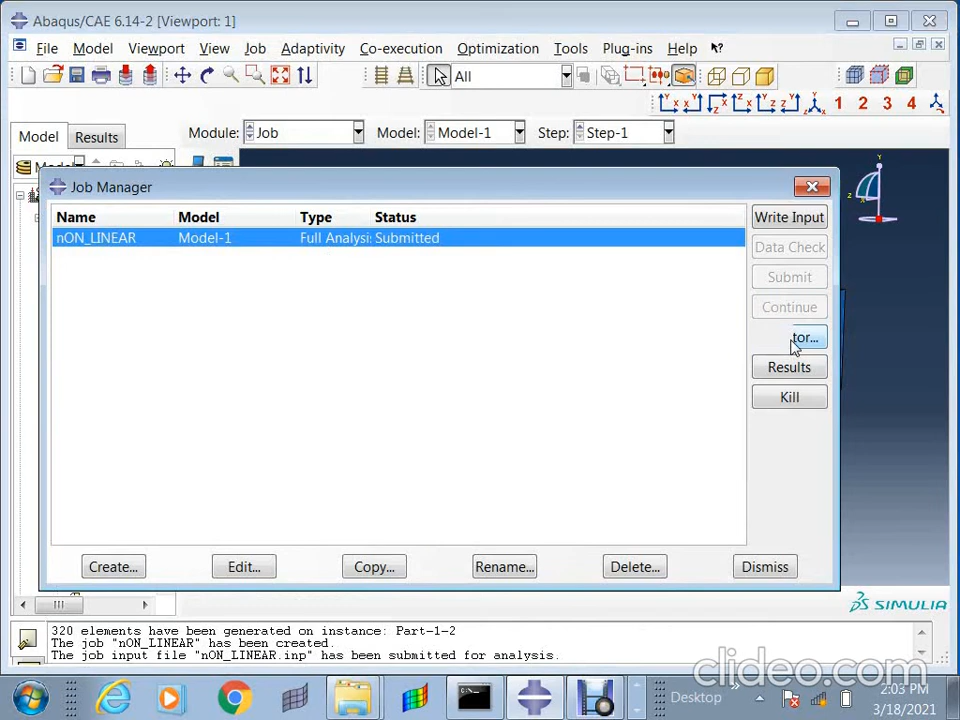 Abaqus/CAE 6.14-2 [Viewport: 1]
File Model Viewport View Job Adaptivity Co-execution Optimization Tools Plug-ins Help
All
1 2 3 4
Model Results Module: Job Model: Model-1 Step: Step-1
Job Manager
Name Model Type Status
nON_LINEAR Model-1 Full Analysi: Submitted
Write Input
Data Check
Submit
Continue
tor...
Results
Kill
Create... Edit... Copy... Rename... Delete... Dismiss
SIMULIA
320 elements have been generated on instance: Part-1-2
The job "nON_LINEAR" has been created.
The job input file "nON_LINEAR.inp" has been submitted for analysis.
clideo.com
Desktop
2:03 PM
3/18/2021